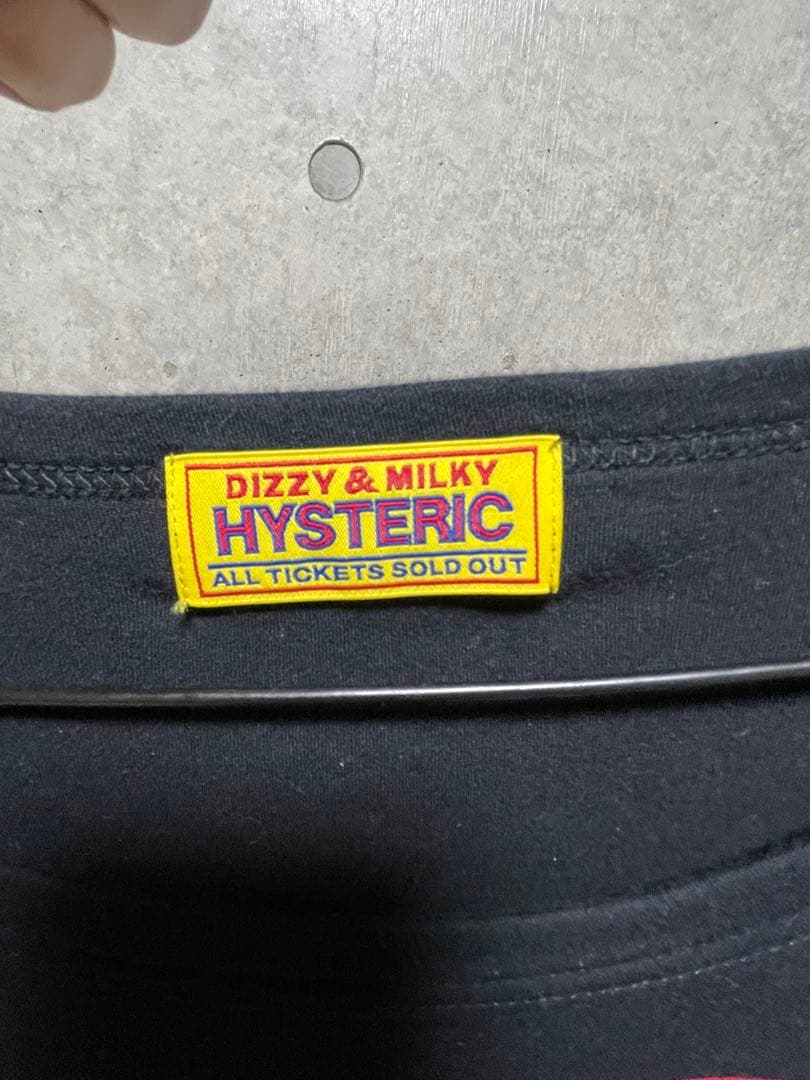 DIZZY & MILKY
HYSTERIC
ALL TICKETS SOLD OUT